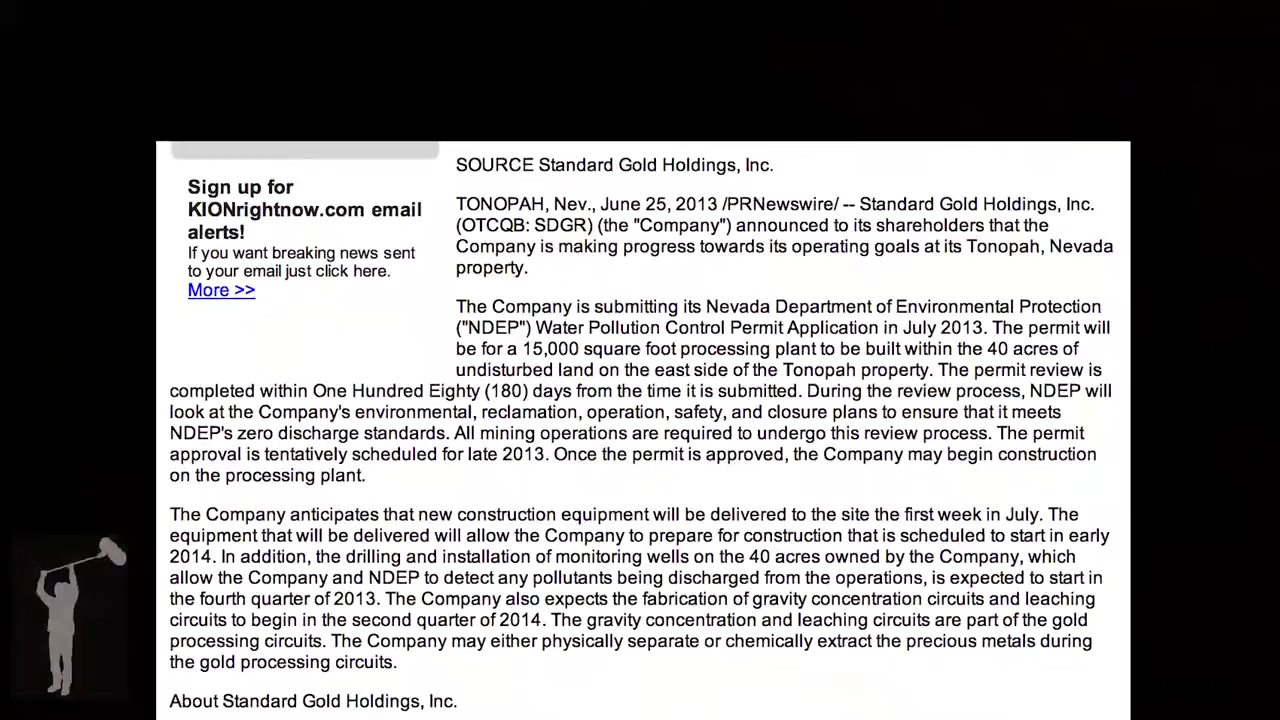 Sign up for
KIONrightnow.com email
alerts!
If you want breaking news sent
to your email just click here.
More >>
SOURCE Standard Gold Holdings, Inc.
TONOPAH, Nev., June 25, 2013 /PRNewswire/ -- Standard Gold Holdings, Inc.
(OTCQB: SDGR) (the "Company") announced to its shareholders that the
Company is making progress towards its operating goals at its Tonopah, Nevada
property.
The Company is submitting its Nevada Department of Environmental Protection
("NDEP") Water Pollution Control Permit Application in July 2013. The permit will
be for a 15,000 square foot processing plant to be built within the 40 acres of
undisturbed land on the east side of the Tonopah property. The permit review is
completed within One Hundred Eighty (180) days from the time it is submitted. During the review process, NDEP will
look at the Company's environmental, reclamation, operation, safety, and closure plans to ensure that it meets
NDEP's zero discharge standards. All mining operations are required to undergo this review process. The permit
approval is tentatively scheduled for late 2013. Once the permit is approved, the Company may begin construction
on the processing plant.
The Company anticipates that new construction equipment will be delivered to the site the first week in July. The
equipment that will be delivered will allow the Company to prepare for construction that is scheduled to start in early
2014. In addition, the drilling and installation of monitoring wells on the 40 acres owned by the Company, which
allow the Company and NDEP to detect any pollutants being discharged from the operations, is expected to start in
the fourth quarter of 2013. The Company also expects the fabrication of gravity concentration circuits and leaching
circuits to begin in the second quarter of 2014. The gravity concentration and leaching circuits are part of the gold
processing circuits. The Company may either physically separate or chemically extract the precious metals during
the gold processing circuits.
About Standard Gold Holdings, Inc.